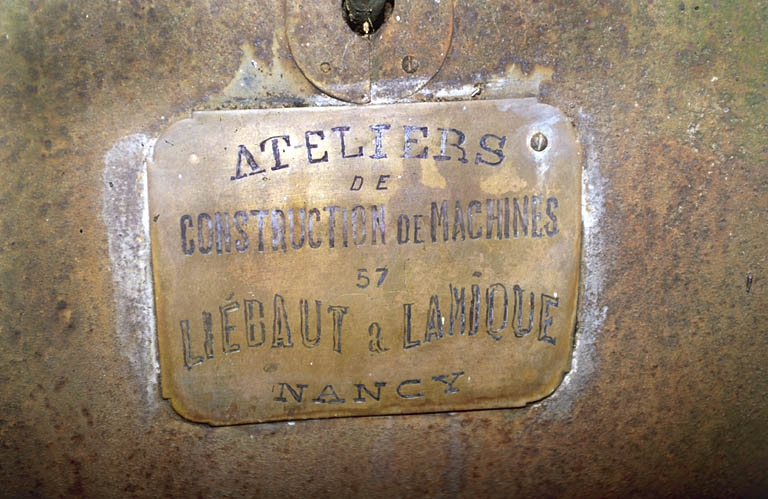 ATELIERS
DE
CONSTRUCTION DE MACHINES
57
LIÉBAUT à LAMIQUE
NANCY